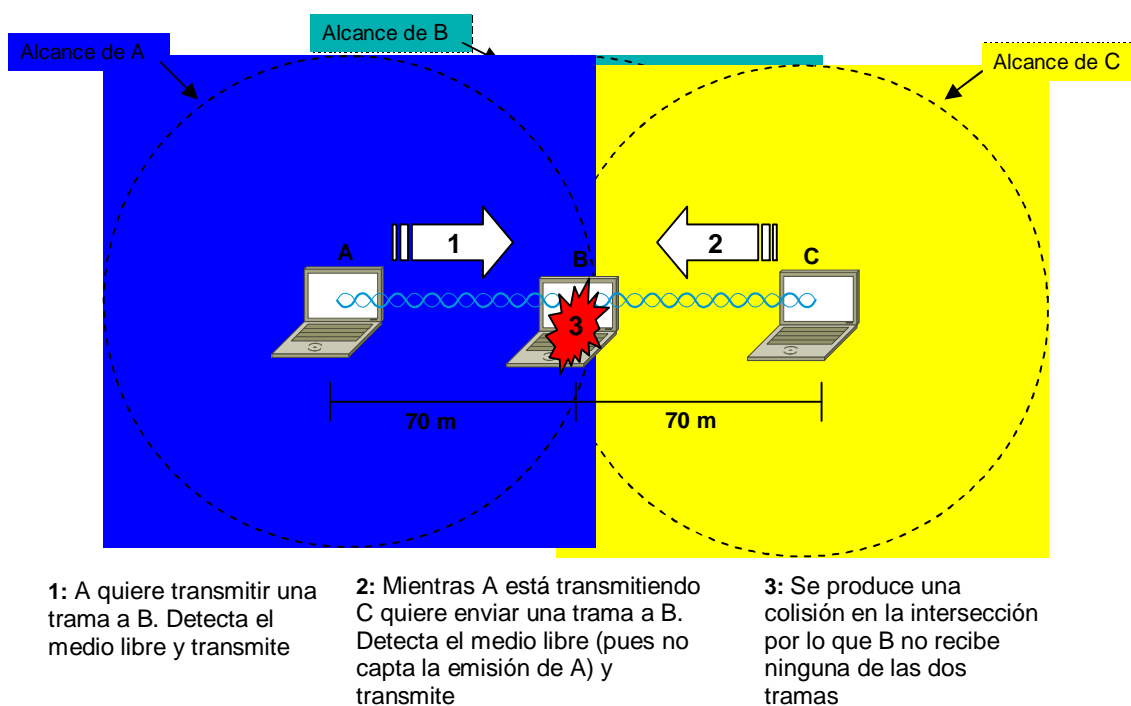 Alcance de B
Alcance de A
Alcance de C
1
2
A
B
C
3
70 m
70 m
1: A quiere transmitir una
trama a B. Detecta el
medio libre y transmite
2: Mientras A está transmitiendo
C quiere enviar una trama a B.
Detecta el medio libre (pues no
capta la emisión de A) y
transmite
3: Se produce una
colisión en la intersección
por lo que B no recibe
ninguna de las dos
tramas